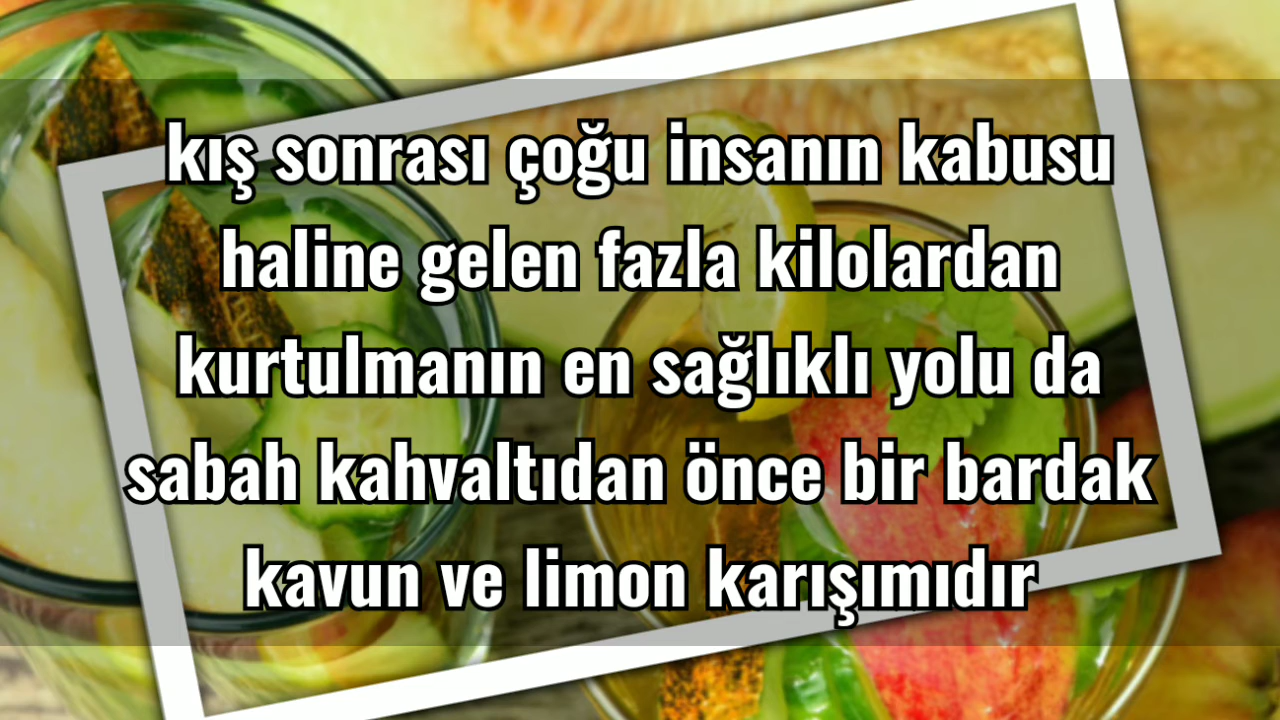 kış sonrası çoğu insanın kabusu
haline gelen fazla kilolardan
kurtulmanın en sağlıklı yolu da
sabah kahvaltıdan önce bir bardak
kavun ve limon karışımıdır